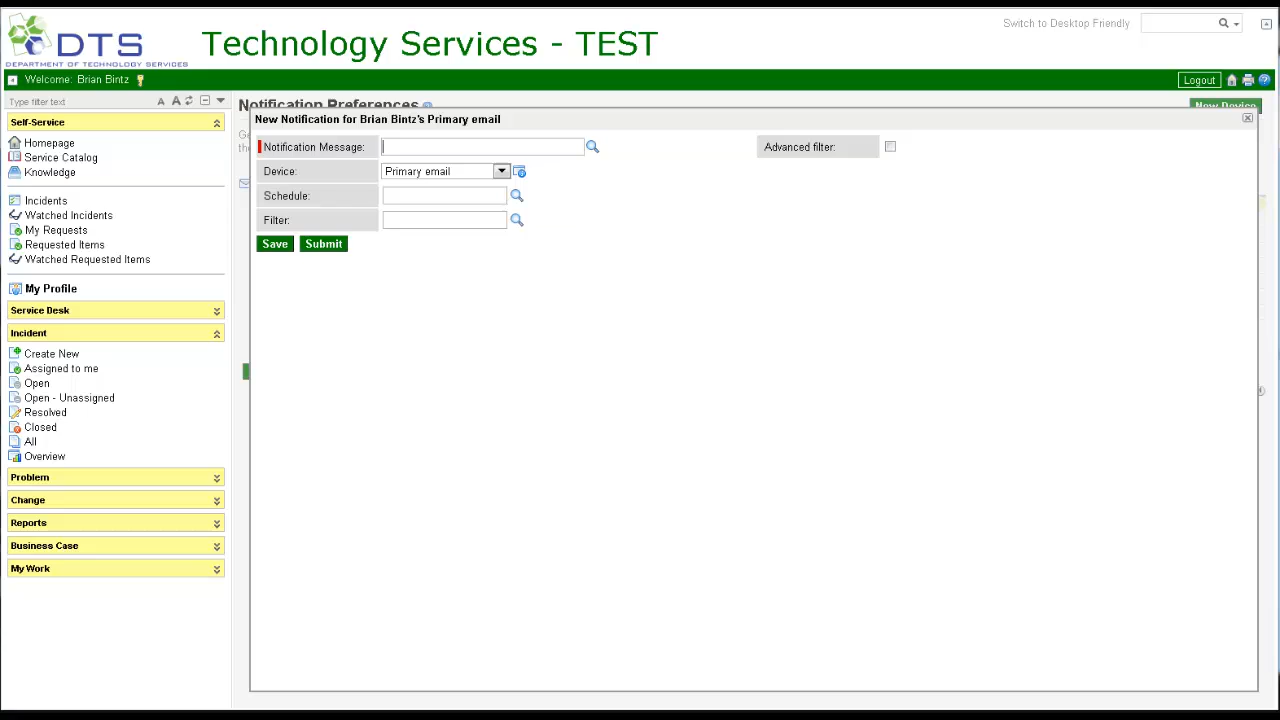 DTS
DEPARTMENT OF TECHNOLOGY SERVICES
Technology Services - TEST
Switch to Desktop Friendly
Welcome: Brian Bintz
Logout
Type filter text
A A
Self-Service
Homepage
Service Catalog
Knowledge
Incidents
Watched Incidents
My Requests
Requested Items
Watched Requested Items
My Profile
Service Desk
Incident
Create New
Assigned to me
Open
Open - Unassigned
Resolved
Closed
All
Overview
Problem
Change
Reports
Business Case
My Work
Notification Preferences
New Device
New Notification for Brian Bintz's Primary email
Notification Message:
Advanced filter:
Device:
Primary email
Schedule:
Filter:
Save
Submit